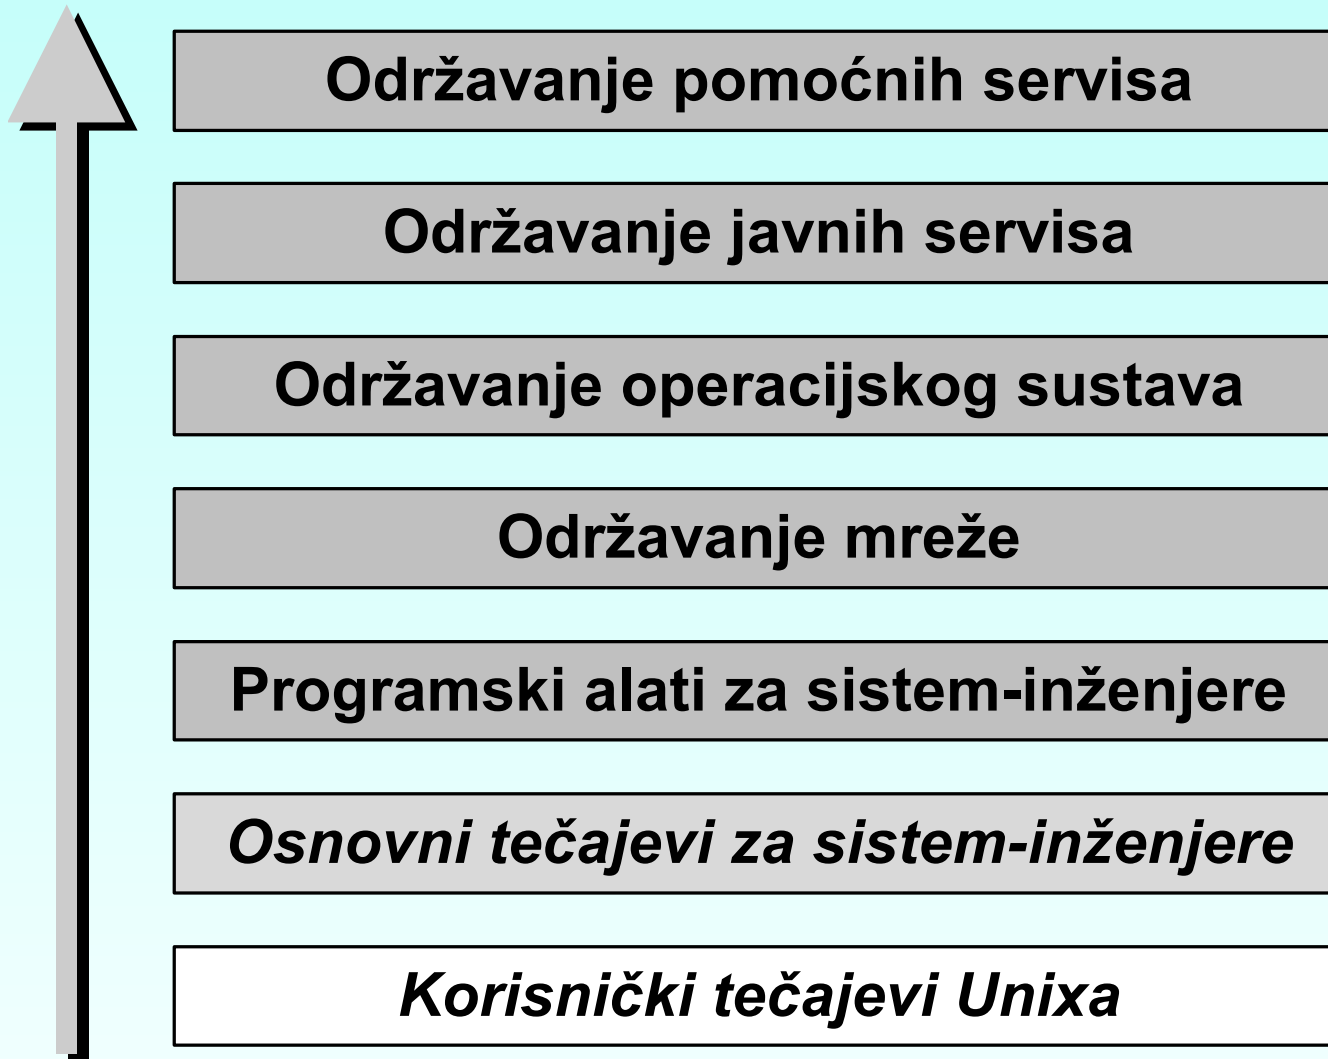 Održavanje pomoćnih servisa
Održavanje javnih servisa
Održavanje operacijskog sustava
Održavanje mreže
Programski alati za sistem-inženjere
Osnovni tečajevi za sistem-inženjere
Korisnički tečajevi Unixa